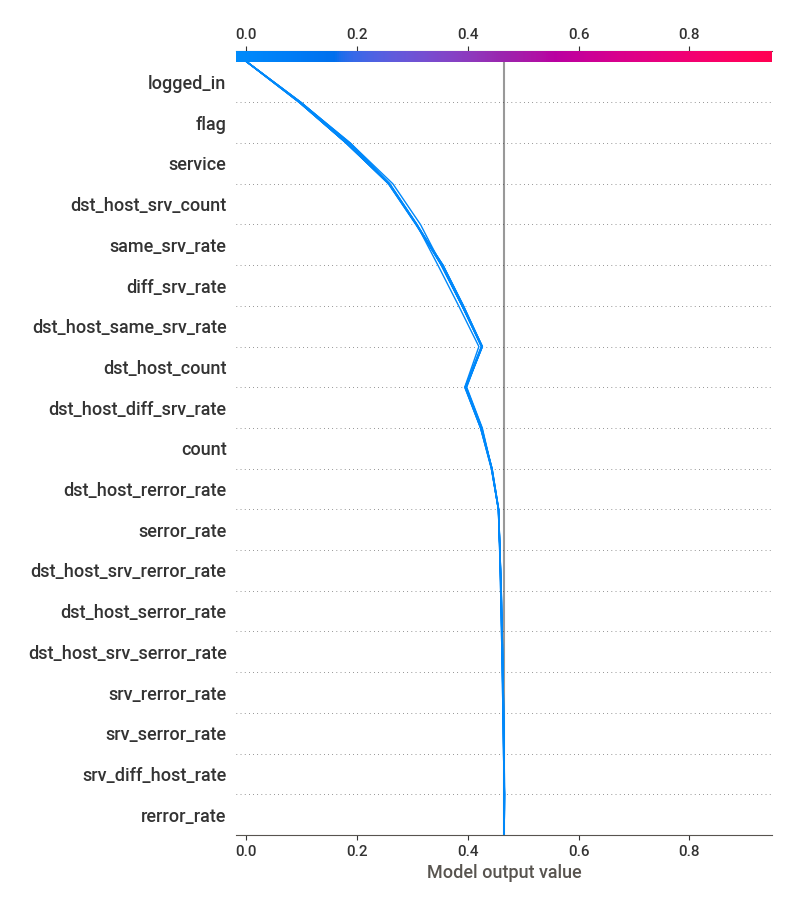 0.0 0.2 0.4 0.6 0.8
logged_in
flag
service
dst_host_srv_count
same_srv_rate
diff_srv_rate
dst_host_same_srv_rate
dst_host_count
dst_host_diff_srv_rate
count
dst_host_rerror_rate
serror_rate
dst_host_srv_rerror_rate
dst_host_serror_rate
dst_host_srv_serror_rate
srv_rerror_rate
srv_serror_rate
srv_diff_host_rate
rerror_rate
0.0 0.2 0.4 0.6 0.8
Model output value